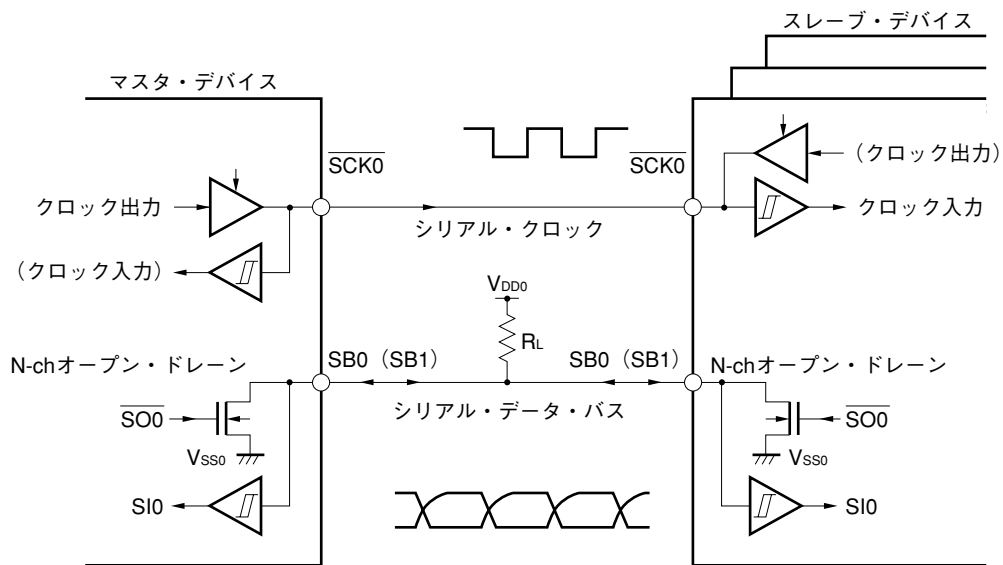 スレーブ・デバイス
マスタ・デバイス
SCK0
SCK0
(クロック出力)
クロック出力
シリアル・クロック
クロック入力
(クロック入力)
VDD0
RL
N-chオープン・ドレーン
SB0(SB1)
SB0(SB1)
N-chオープン・ドレーン
SO0
シリアル・データ・バス
SO0
VSS0
VSS0
SI0
SI0